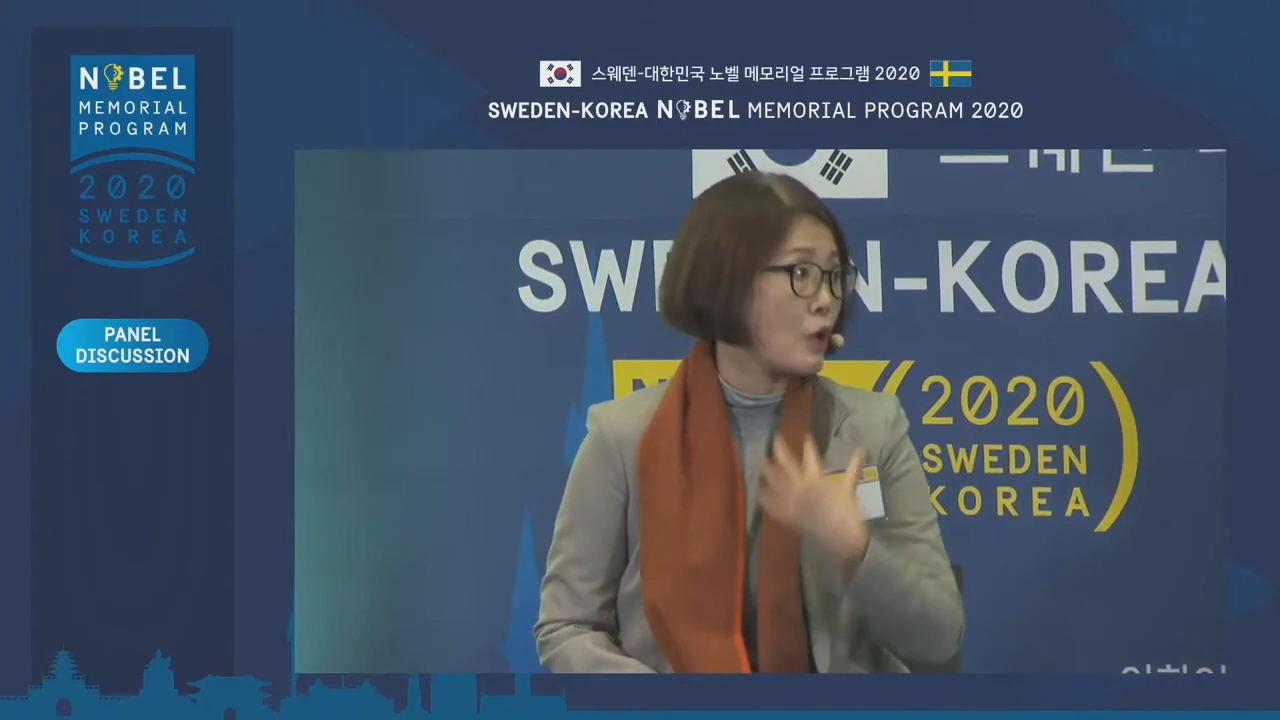 NOBEL
MEMORIAL
PROGRAM
2020
SWEDEN
KOREA
PANEL
DISCUSSION
스웨덴-대한민국 노벨 메모리얼 프로그램 2020
SWEDEN-KOREA NOBEL MEMORIAL PROGRAM 2020
-KOREA
2020
SWEDEN
KOREA